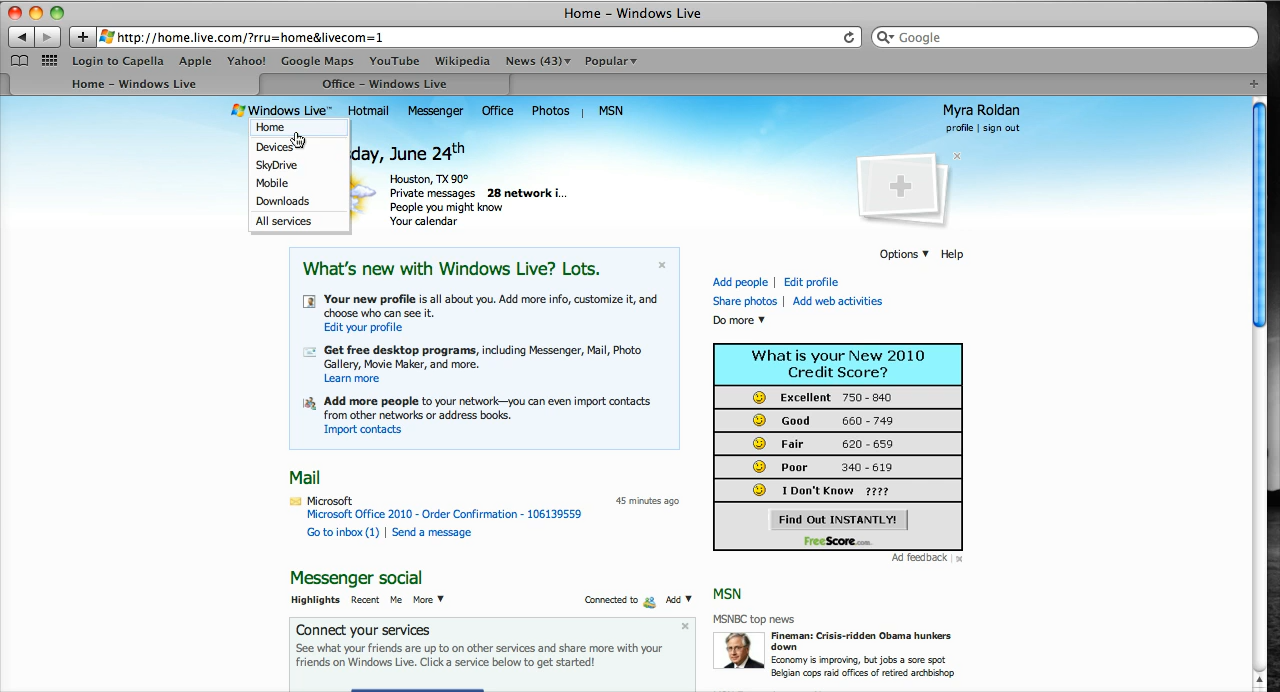 Home – Windows Live
http://home.live.com/?rru=home&livecom=1
Google
Login to Capella Apple Yahoo! Google Maps YouTube Wikipedia News (43)▾ Popular▾
Home – Windows Live Office – Windows Live
Windows Live™ Hotmail Messenger Office Photos | MSN
Myra Roldan
profile | sign out
Home
Devices
SkyDrive
Mobile
Downloads
All services
sday, June 24th
Houston, TX 90°
Private messages 28 network i...
People you might know
Your calendar
Options ▼ Help
What's new with Windows Live? Lots.
Your new profile is all about you. Add more info, customize it, and
choose who can see it.
Edit your profile
Get free desktop programs, including Messenger, Mail, Photo
Gallery, Movie Maker, and more.
Learn more
Add more people to your network—you can even import contacts
from other networks or address books.
Import contacts
Add people | Edit profile
Share photos | Add web activities
Do more ▼
What is your New 2010
Credit Score?
Excellent 750 - 840
Good 660 - 749
Fair 620 - 659
Poor 340 - 619
I Don't Know ????
Find Out INSTANTLY!
FreeScore.com
Ad feedback |
Mail
Microsoft 45 minutes ago
Microsoft Office 2010 - Order Confirmation - 106139559
Go to inbox (1) | Send a message
Messenger social
Highlights Recent Me More ▼ Connected to Add ▼
Connect your services
See what your friends are up to on other services and share more with your
friends on Windows Live. Click a service below to get started!
MSN
MSNBC top news
Fineman: Crisis-ridden Obama hunkers
down
Economy is improving, but jobs a sore spot
Belgian cops raid offices of retired archbishop